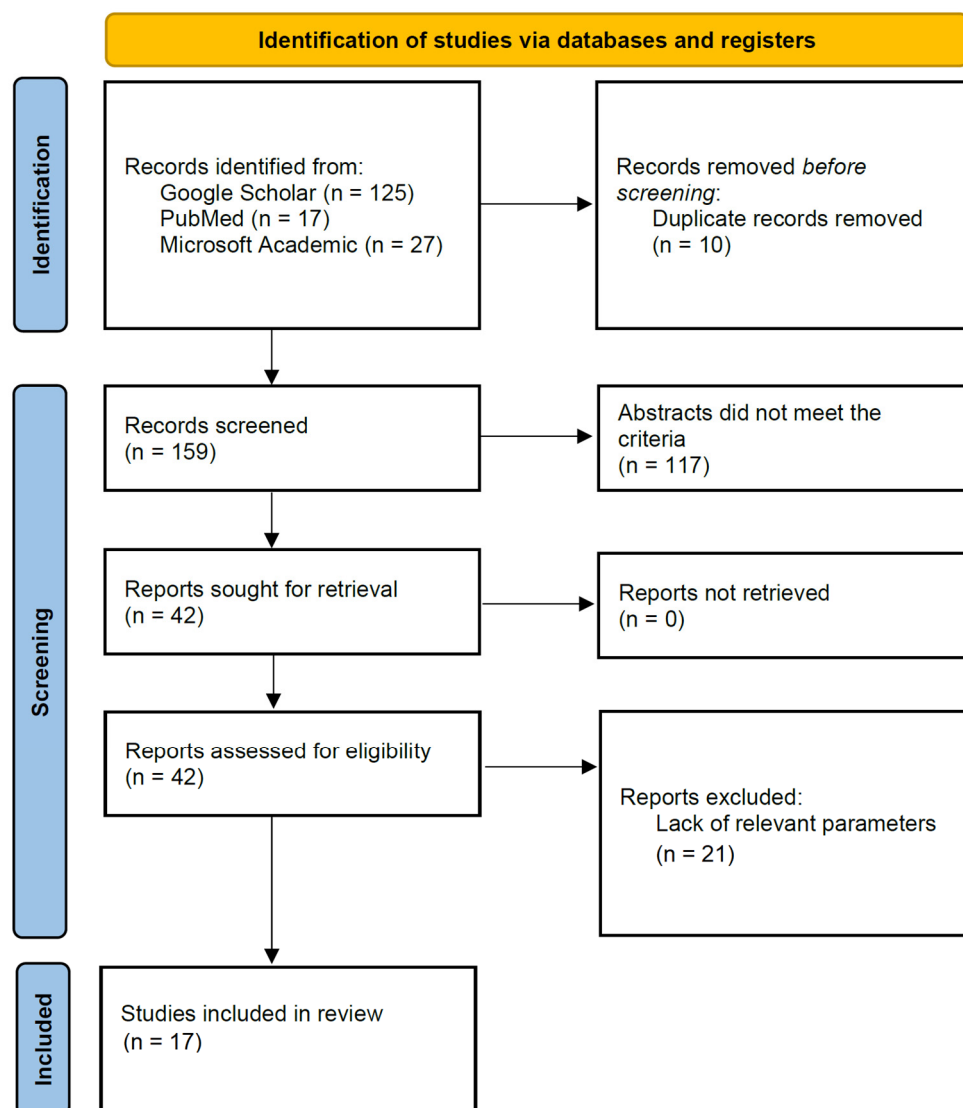 Identification of studies via databases and registers
Identification
Records identified from:
Google Scholar (n = 125)
PubMed (n = 17)
Microsoft Academic (n = 27)
Records removed before
screening:
Duplicate records removed
(n = 10)
Screening
Records screened
(n = 159)
Abstracts did not meet the
criteria
(n = 117)
Reports sought for retrieval
(n = 42)
Reports not retrieved
(n = 0)
Reports assessed for eligibility
(n = 42)
Reports excluded:
Lack of relevant parameters
(n = 21)
Included
Studies included in review
(n = 17)